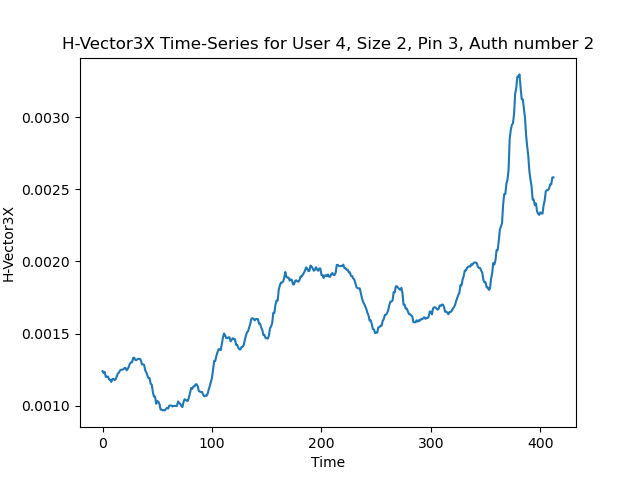 H-Vector3X Time-Series for User 4, Size 2, Pin 3, Auth number 2
0.0030
0.0025
0.0020
0.0015
0.0010
H-Vector3X
0 100 200 300 400
Time